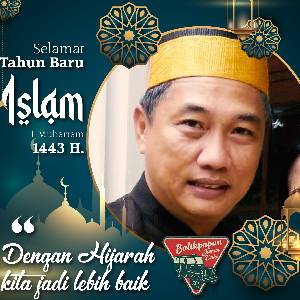 Selamat
Tahun Baru
Islam
1 Muharram
1443 H.
“
Dengan Hijarah
kita jadi lebih baik
Balikpapan